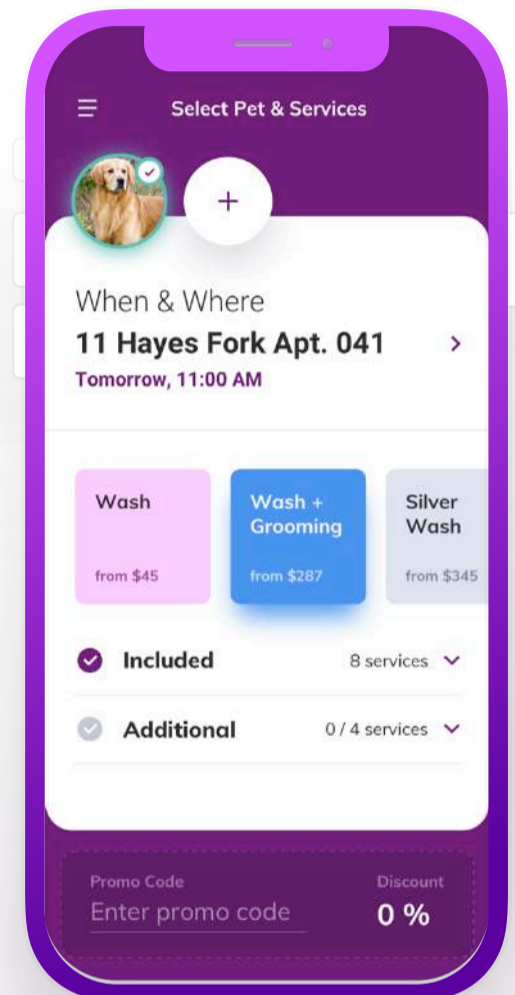 Select Pet & Services
+
When & Where
11 Hayes Fork Apt. 041
Tomorrow, 11:00 AM
Wash
from $45
Wash +
Grooming
from $287
Silver
Wash
from $345
Included
8 services
Additional
0 / 4 services
Promo Code
Enter promo code
Discount
0 %